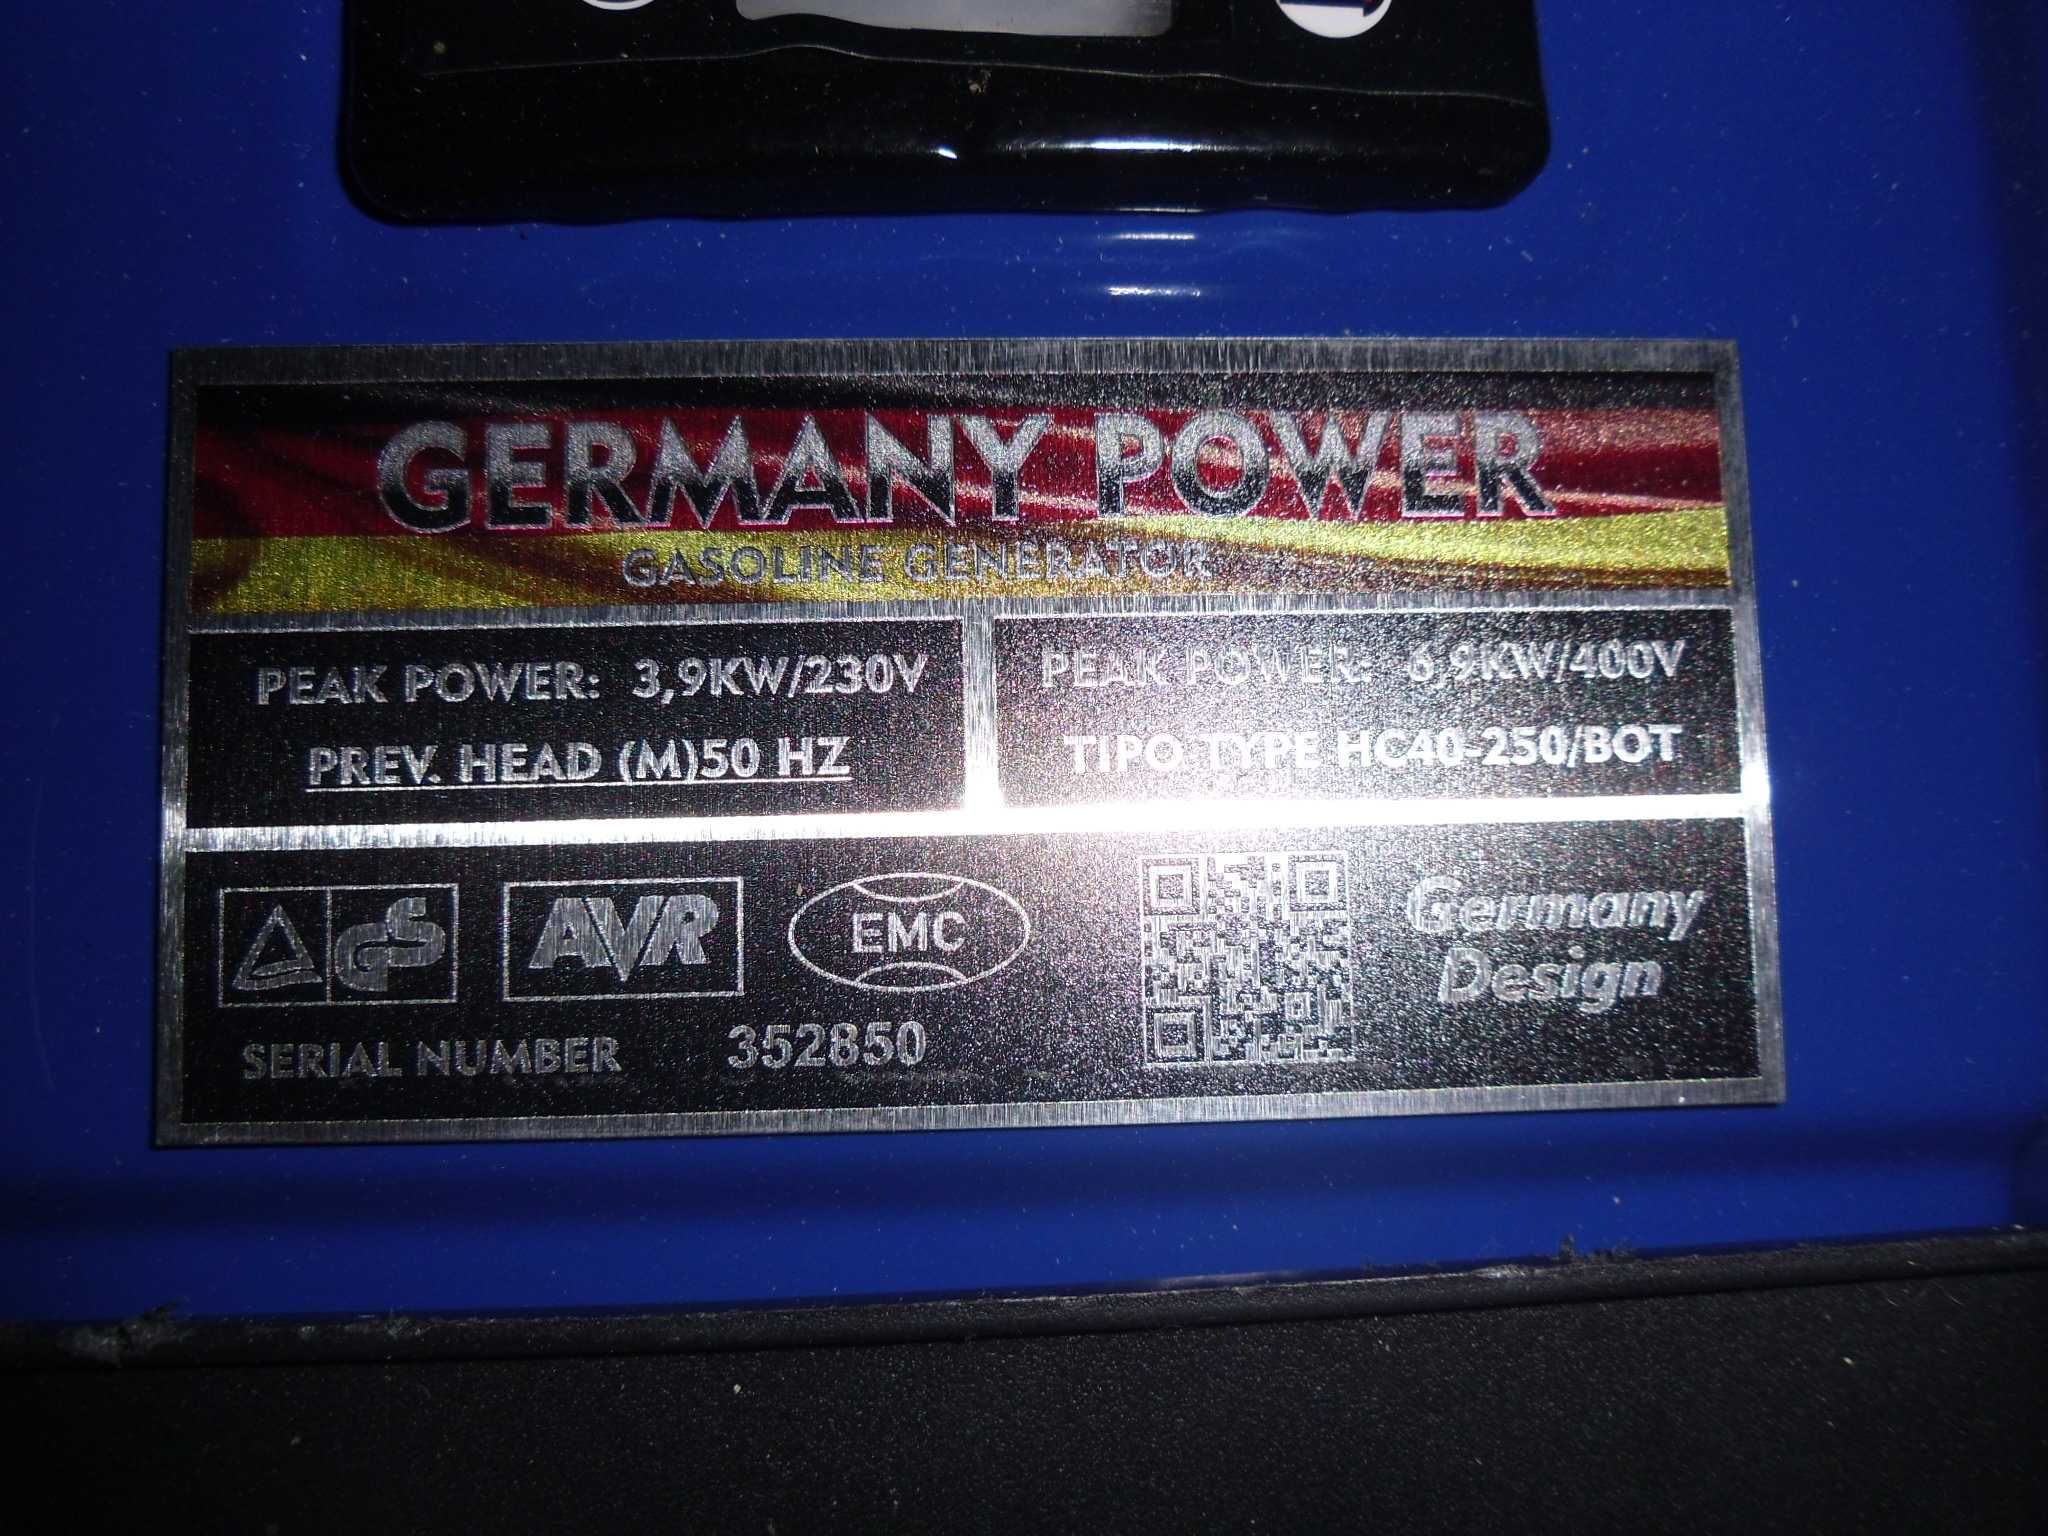 GERMANY POWER
GASOLINE GENERATOR
PEAK POWER: 3,9KW/230V
PREV. HEAD (M)50 HZ
PEAK POWER: 6,9KW/400V
TIPO TYPE HC40-250/BOT
GS
AVR
EMC
Germany
Design
SERIAL NUMBER 352850